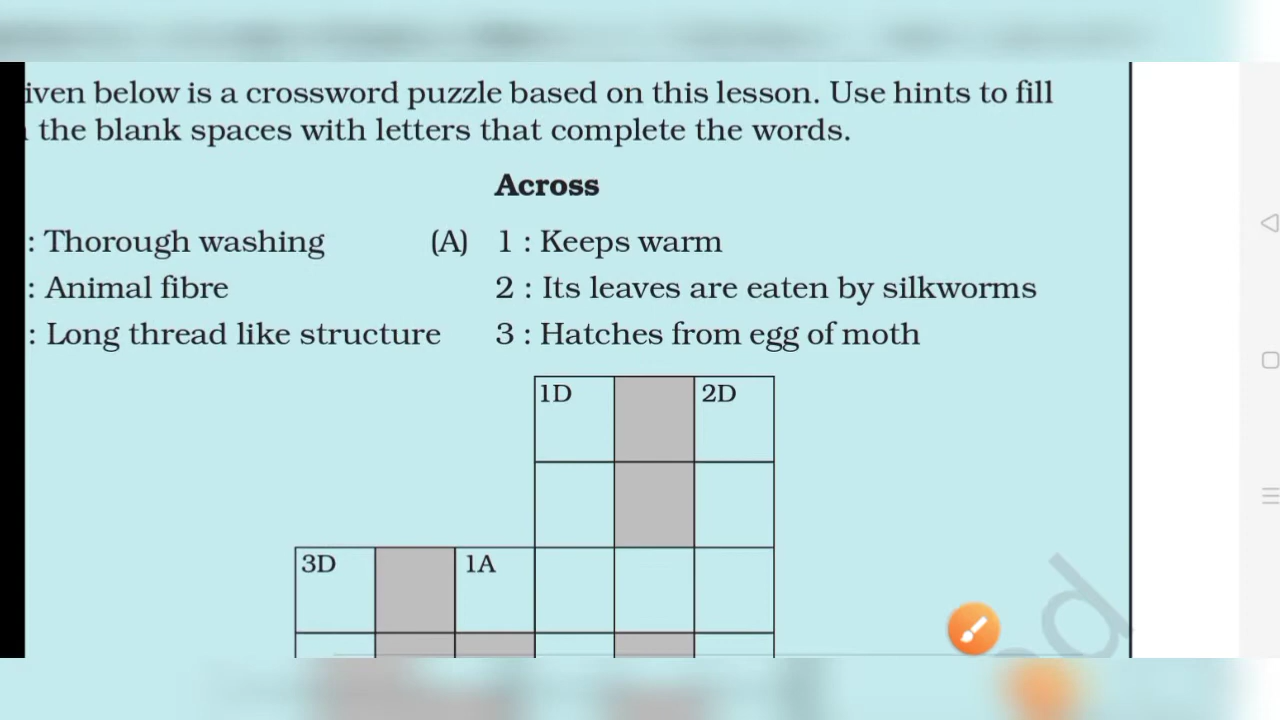 iven below is a crossword puzzle based on this lesson. Use hints to fill
the blank spaces with letters that complete the words.
Across
: Thorough washing (A) 1 : Keeps warm
: Animal fibre 2 : Its leaves are eaten by silkworms
: Long thread like structure 3 : Hatches from egg of moth
1D 2D
3D 1A
d